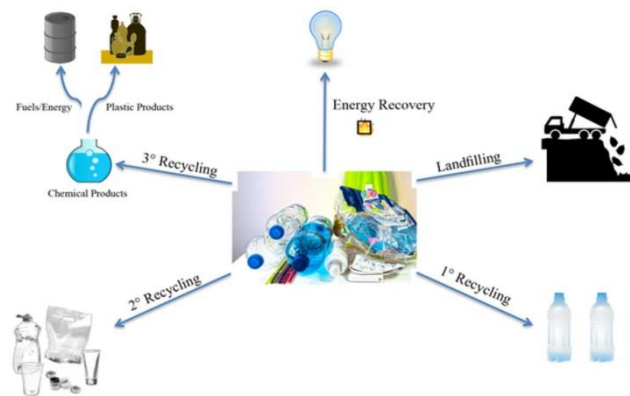 Fuels/Energy
Plastic Products
Energy Recovery
3° Recycling
Landfilling
Chemical Products
2° Recycling
1° Recycling